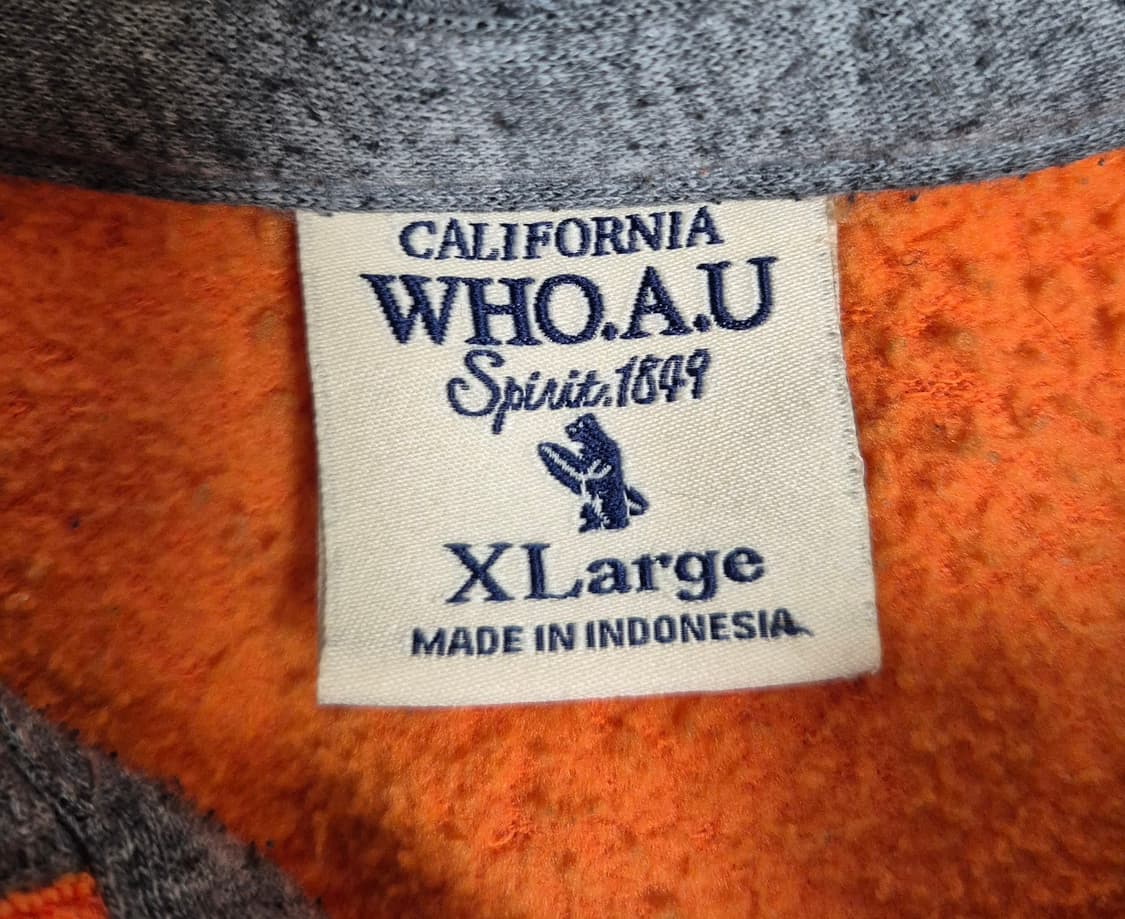 CALIFORNIA
WHO.A.U
Spirit.1849
XLarge
MADE IN INDONESIA